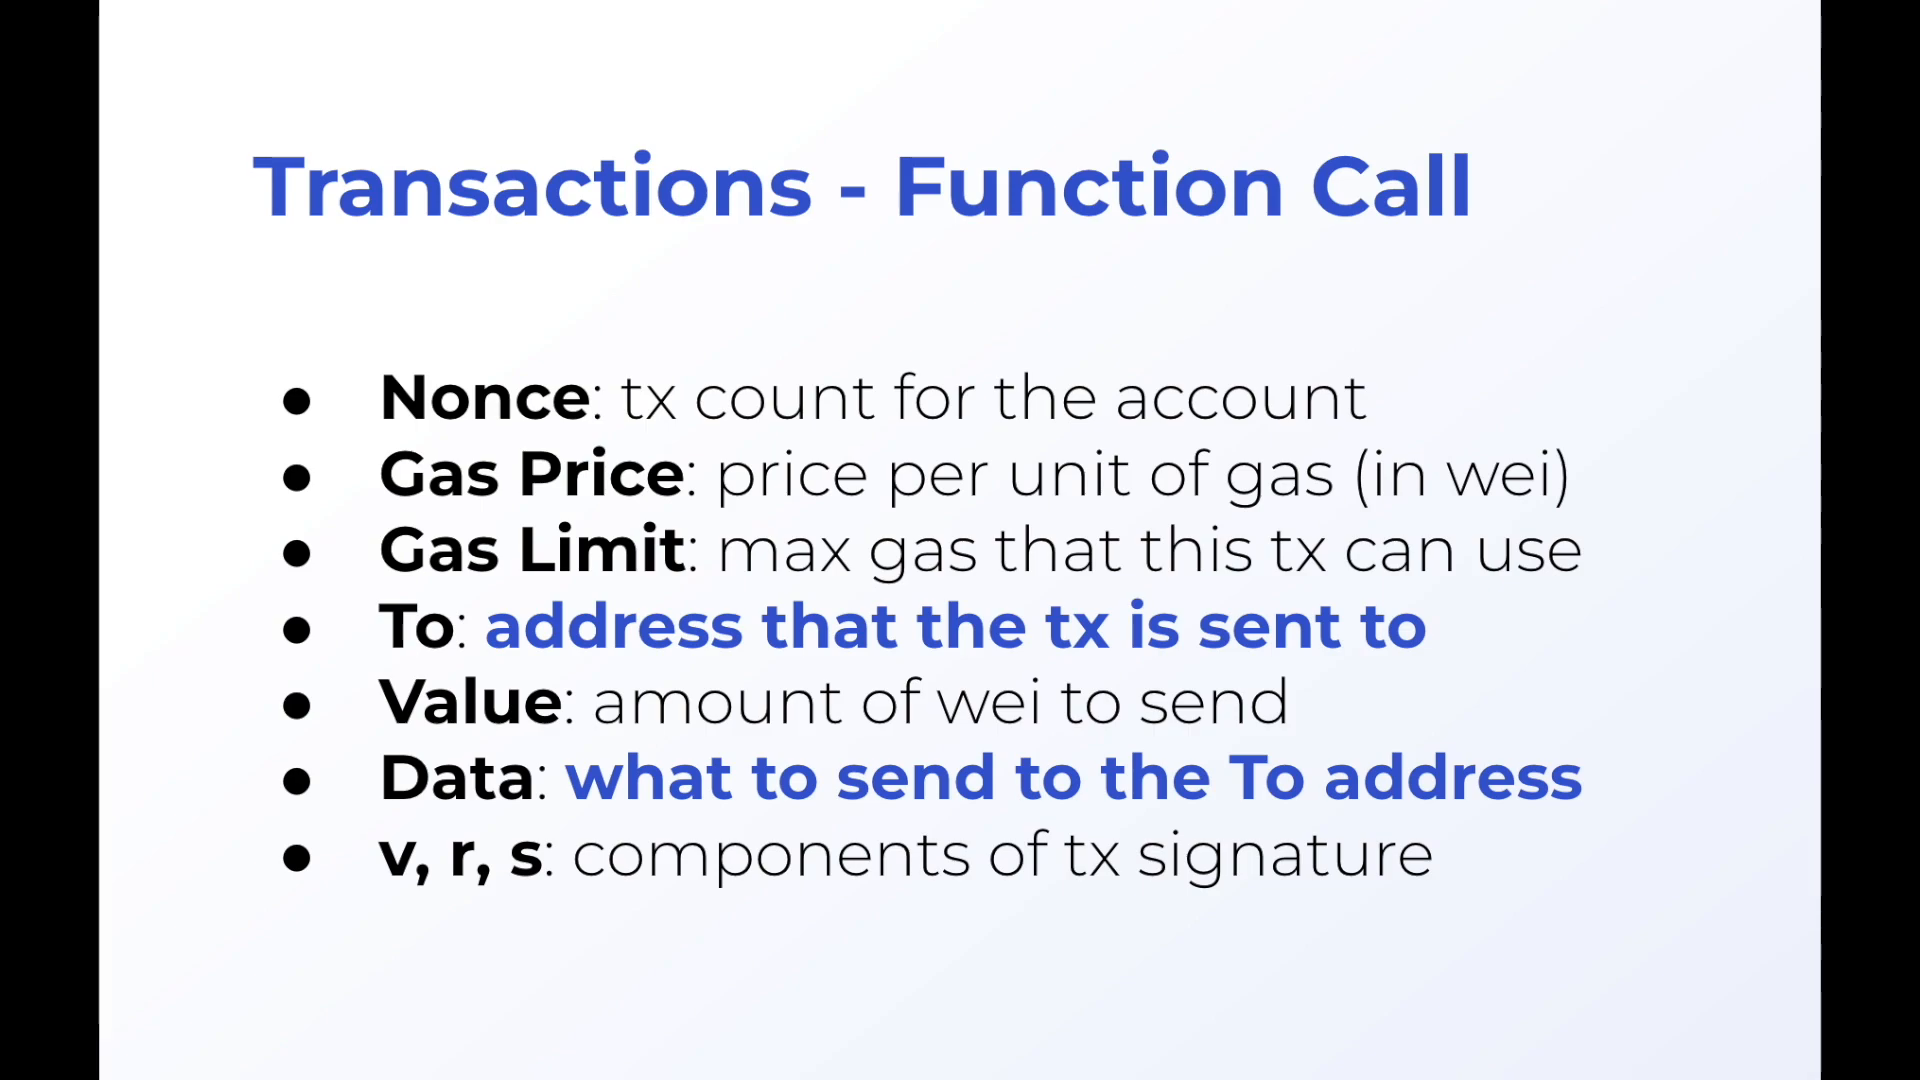 Transactions - Function Call
● Nonce: tx count for the account
● Gas Price: price per unit of gas (in wei)
● Gas Limit: max gas that this tx can use
● To: address that the tx is sent to
● Value: amount of wei to send
● Data: what to send to the To address
● v, r, s: components of tx signature